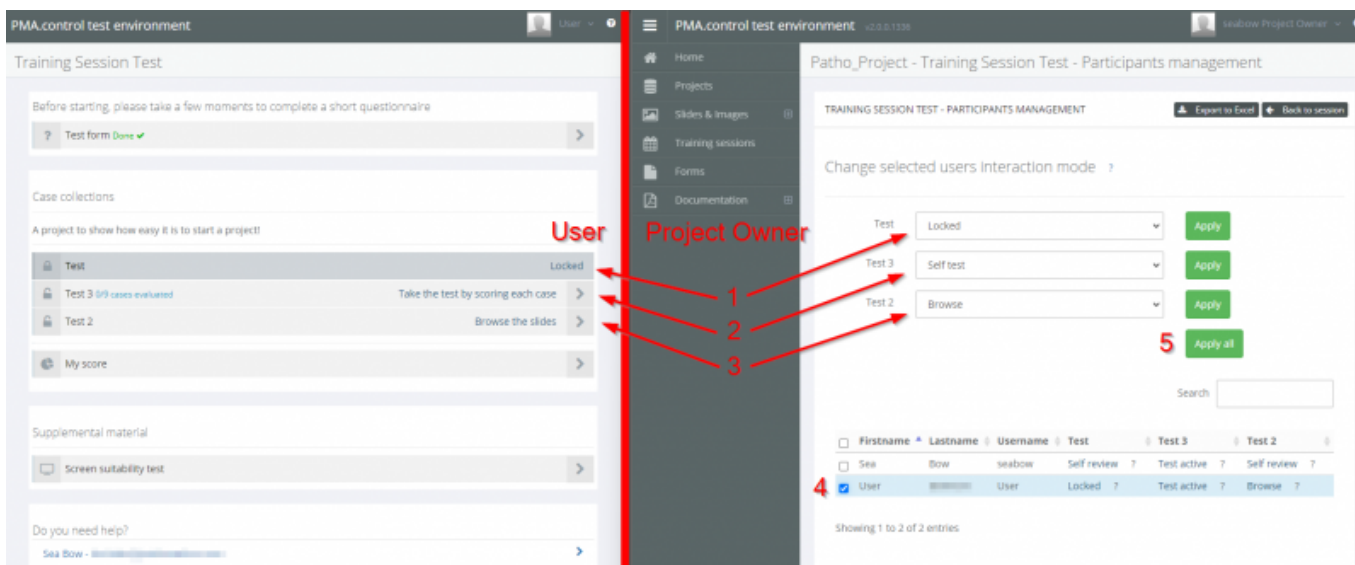 PMA.control test environment
User
Training Session Test
Before starting, please take a few moments to complete a short questionnaire
? Test form Done ✔
Case collections
A project to show how easy it is to start a project!
Test Locked
Test 3 0/9 cases evaluated Take the test by scoring each case
Test 2 Browse the slides
My score
Supplemental material
Screen suitability test
Do you need help?
Sea Bow -
User
Project Owner
1
2
3
PMA.control test environment v2.0.0.1336
seabow Project Owner
Home
Projects
Slides & Images
Training sessions
Forms
Documentation
Patho_Project - Training Session Test - Participants management
TRAINING SESSION TEST - PARTICIPANTS MANAGEMENT Export to Excel Back to session
Change selected users interaction mode ?
Test Locked Apply
Test 3 Self test Apply
Test 2 Browse Apply
5 Apply all
Search
Firstname Lastname Username Test Test 3 Test 2
Sea Bow seabow Self review ? Test active ? Self review ?
4 User User Locked ? Test active ? Browse ?
Showing 1 to 2 of 2 entries